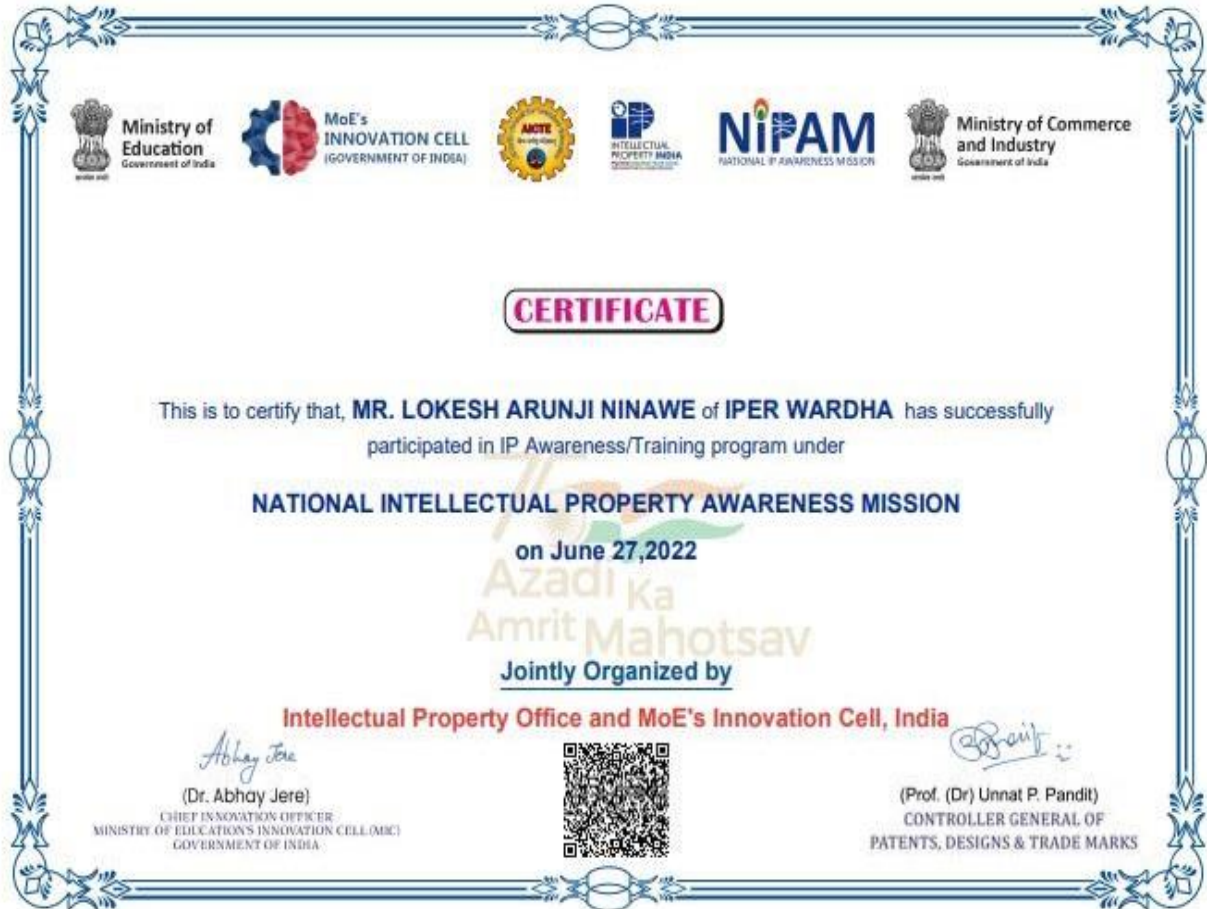 Ministry of
Education
Government of India
MoE's
INNOVATION CELL
(GOVERNMENT OF INDIA)
AICTE
INTELLECTUAL
PROPERTY INDIA
NiPAM
NATIONAL IP AWARENESS MISSION
Ministry of Commerce
and Industry
Government of India
CERTIFICATE
This is to certify that, MR. LOKESH ARUNJI NINAWE of IPER WARDHA has successfully
participated in IP Awareness/Training program under
NATIONAL INTELLECTUAL PROPERTY AWARENESS MISSION
on June 27,2022
75
Azadi Ka
Amrit Mahotsav
Jointly Organized by
Intellectual Property Office and MoE's Innovation Cell, India
Abhay Jere
(Dr. Abhay Jere)
CHIEF INNOVATION OFFICER
MINISTRY OF EDUCATION'S INNOVATION CELL (MIC)
GOVERNMENT OF INDIA
(Prof. (Dr) Unnat P. Pandit)
CONTROLLER GENERAL OF
PATENTS, DESIGNS & TRADE MARKS